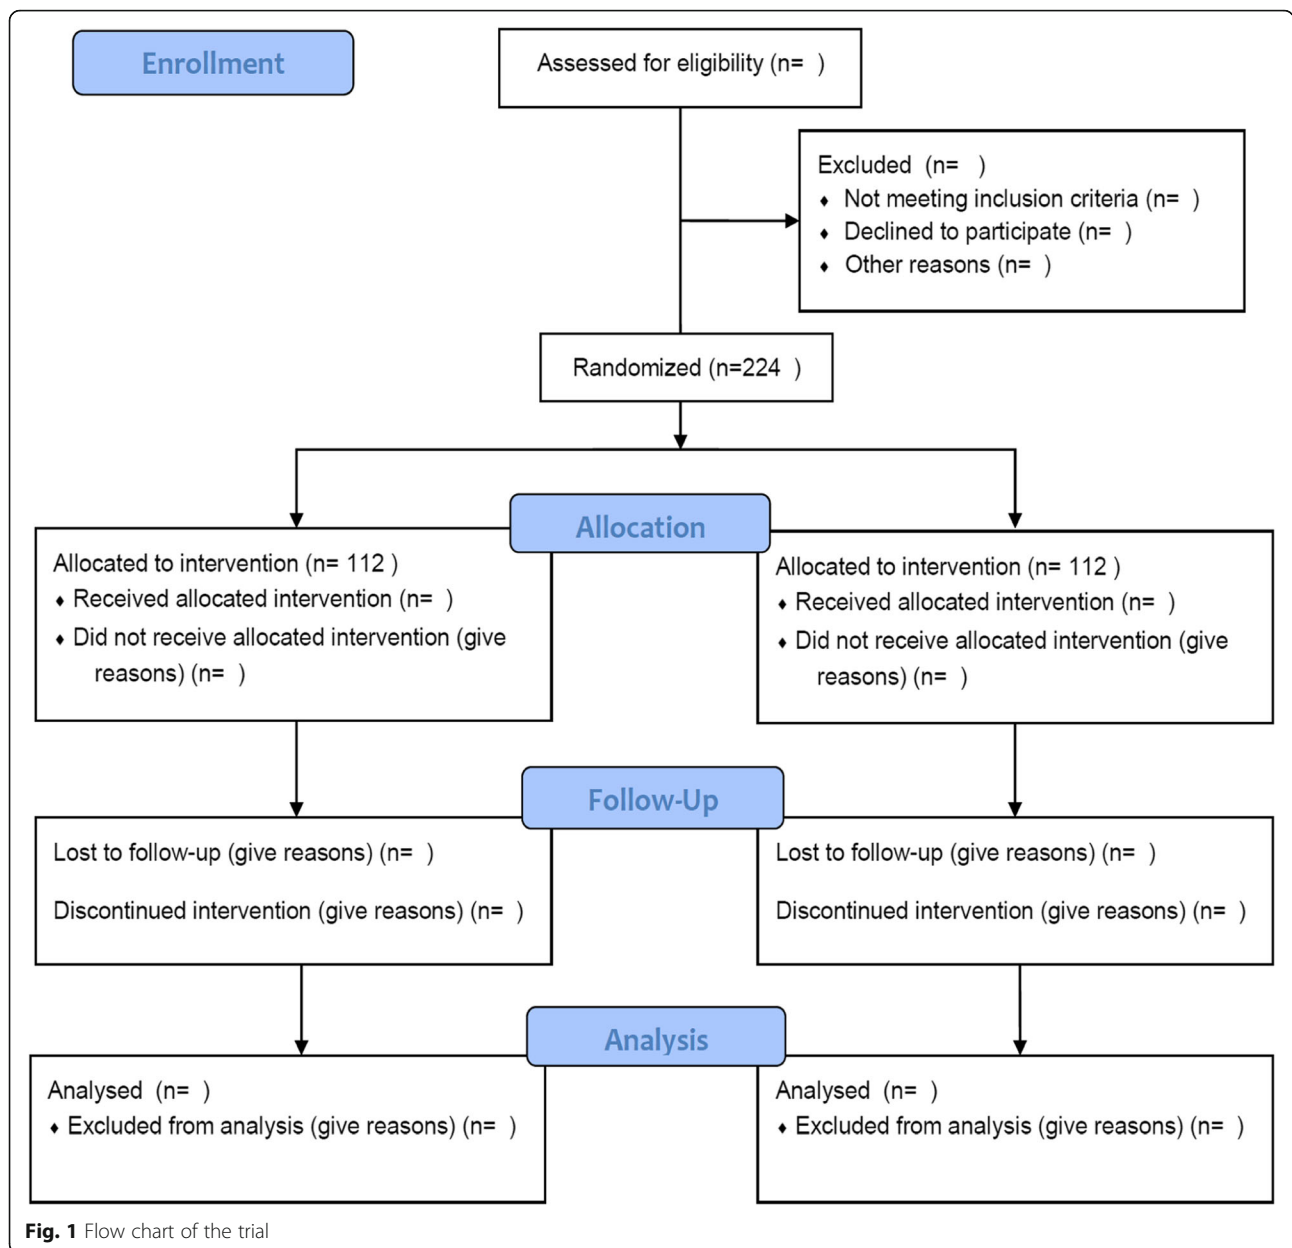 Enrollment
Assessed for eligibility (n=  )
Excluded  (n=   )
♦ Not meeting inclusion criteria (n=  )
♦ Declined to participate (n=  )
♦ Other reasons (n=  )
Randomized (n=224  )
Allocation
Allocated to intervention (n= 112 )
♦ Received allocated intervention (n=  )
♦ Did not receive allocated intervention (give
reasons) (n=  )
Allocated to intervention (n= 112 )
♦ Received allocated intervention (n=  )
♦ Did not receive allocated intervention (give
reasons) (n=  )
Follow-Up
Lost to follow-up (give reasons) (n=  )
Discontinued intervention (give reasons) (n=  )
Lost to follow-up (give reasons) (n=  )
Discontinued intervention (give reasons) (n=  )
Analysis
Analysed  (n=  )
♦ Excluded from analysis (give reasons) (n=  )
Analysed  (n=  )
♦ Excluded from analysis (give reasons) (n=  )
Fig. 1 Flow chart of the trial